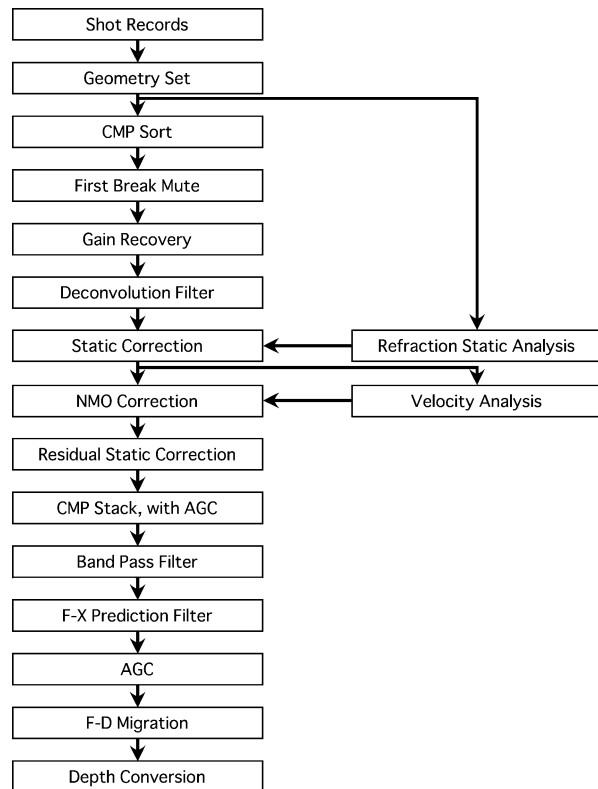 Shot Records
Geometry Set
CMP Sort
First Break Mute
Gain Recovery
Deconvolution Filter
Static Correction
Refraction Static Analysis
NMO Correction
Velocity Analysis
Residual Static Correction
CMP Stack, with AGC
Band Pass Filter
F-X Prediction Filter
AGC
F-D Migration
Depth Conversion